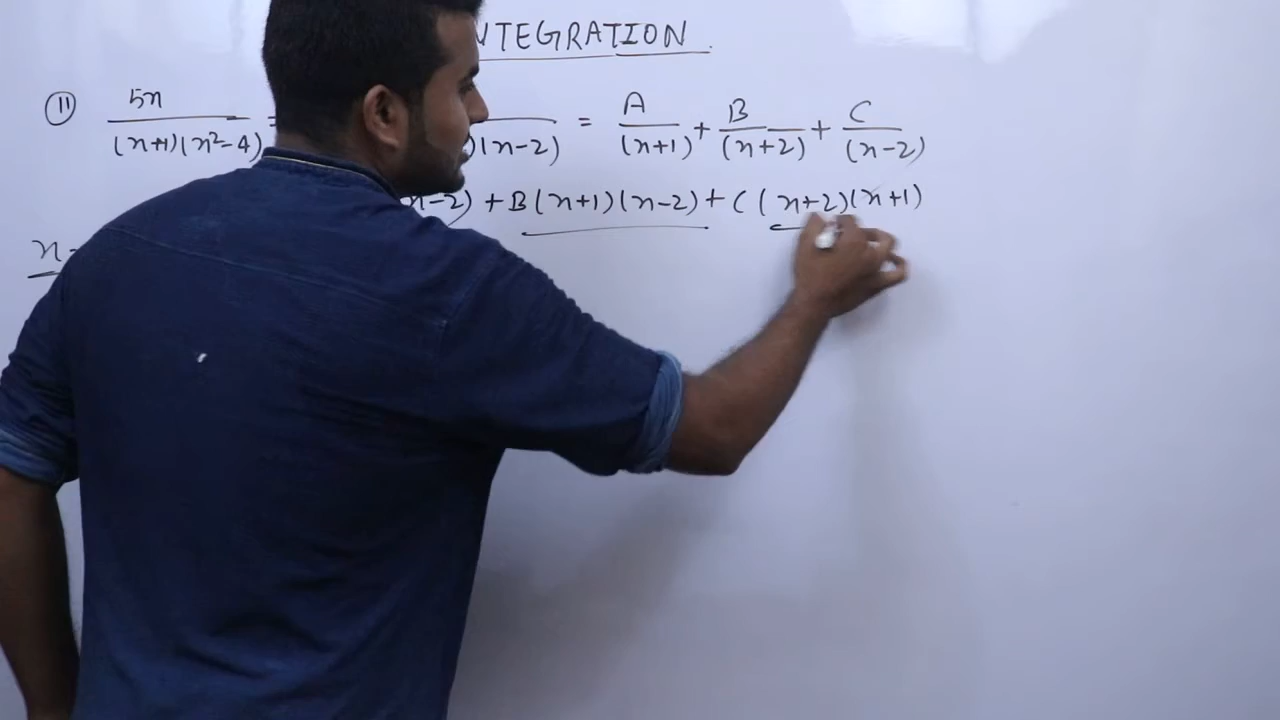 NTEGRATION
⑪ 5x/((x+1)(x²-4) = )(x-2) = A/(x+1) + B/(x+2) + C/(x-2)
x-2) + B(x+1)(x-2) + C(x+2)(x+1)
x =